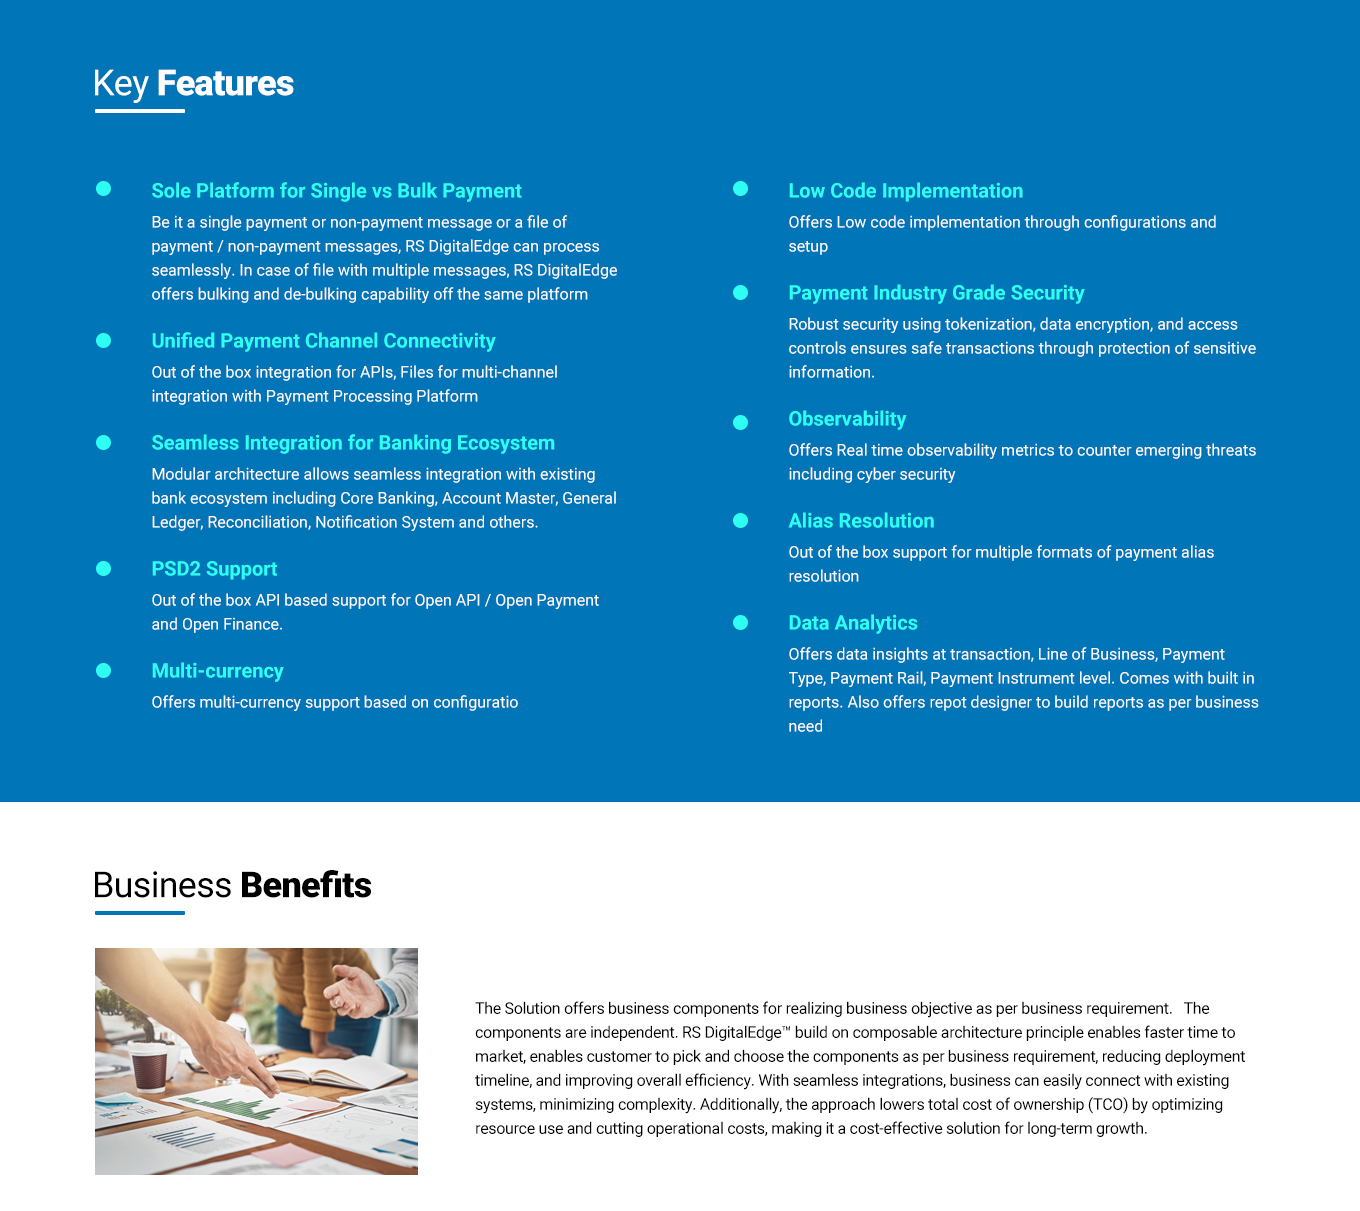 Key Features
Sole Platform for Single vs Bulk Payment
Be it a single payment or non-payment message or a file of
payment / non-payment messages, RS DigitalEdge can process
seamlessly. In case of file with multiple messages, RS DigitalEdge
offers bulking and de-bulking capability off the same platform
Unified Payment Channel Connectivity
Out of the box integration for APIs, Files for multi-channel
integration with Payment Processing Platform
Seamless Integration for Banking Ecosystem
Modular architecture allows seamless integration with existing
bank ecosystem including Core Banking, Account Master, General
Ledger, Reconciliation, Notification System and others.
PSD2 Support
Out of the box API based support for Open API / Open Payment
and Open Finance.
Multi-currency
Offers multi-currency support based on configuratio
Low Code Implementation
Offers Low code implementation through configurations and
setup
Payment Industry Grade Security
Robust security using tokenization, data encryption, and access
controls ensures safe transactions through protection of sensitive
information.
Observability
Offers Real time observability metrics to counter emerging threats
including cyber security
Alias Resolution
Out of the box support for multiple formats of payment alias
resolution
Data Analytics
Offers data insights at transaction, Line of Business, Payment
Type, Payment Rail, Payment Instrument level. Comes with built in
reports. Also offers repot designer to build reports as per business
need
Business Benefits
The Solution offers business components for realizing business objective as per business requirement.   The
components are independent. RS DigitalEdge™ build on composable architecture principle enables faster time to
market, enables customer to pick and choose the components as per business requirement, reducing deployment
timeline, and improving overall efficiency. With seamless integrations, business can easily connect with existing
systems, minimizing complexity. Additionally, the approach lowers total cost of ownership (TCO) by optimizing
resource use and cutting operational costs, making it a cost-effective solution for long-term growth.